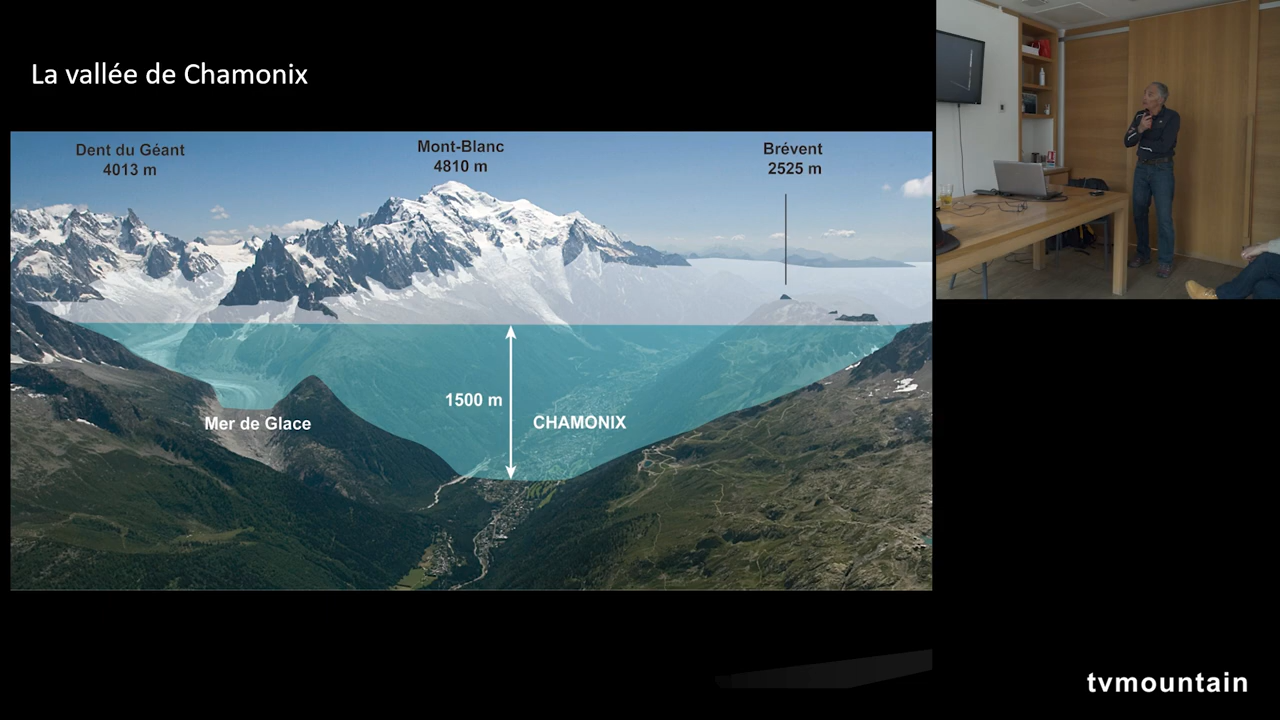 La vallée de Chamonix
Dent du Géant
4013 m
Mont-Blanc
4810 m
Brévent
2525 m
1500 m
CHAMONIX
Mer de Glace
tvmountain